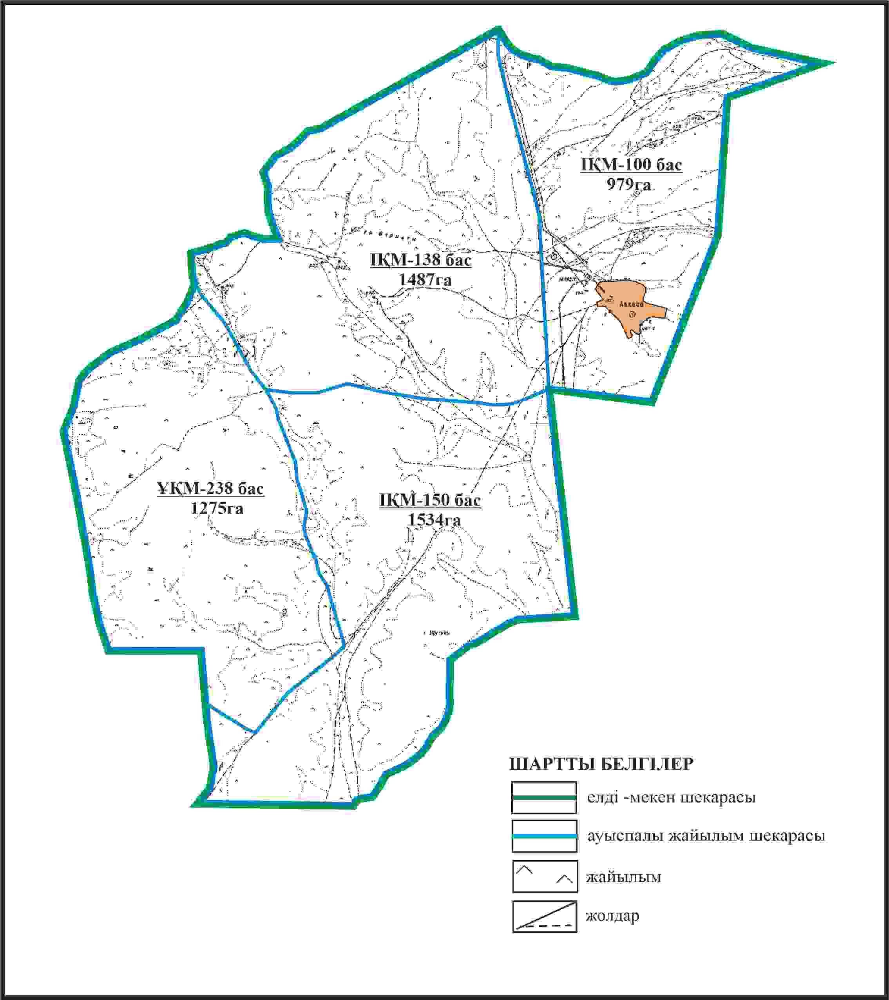 ІҚМ-100 бас
979га
ІҚМ-138 бас
1487га
Аккоба
ҰҚМ-238 бас
1275га
ІҚМ-150 бас
1534га
ШАРТТЫ БЕЛГІЛЕР
елді -мекен шекарасы
ауыспалы жайылым шекарасы
жайылым
жолдар